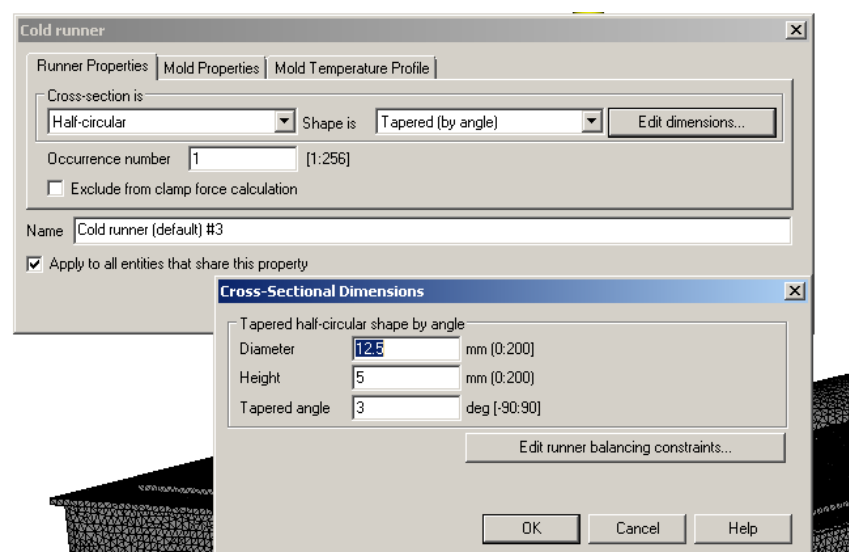 Cold runner
Runner Properties Mold Properties Mold Temperature Profile
Cross-section is
Half-circular Shape is Tapered (by angle) Edit dimensions...
Occurrence number 1 [1:256]
Exclude from clamp force calculation
Name Cold runner (default) #3
Apply to all entities that share this property
Cross-Sectional Dimensions
Tapered half-circular shape by angle
Diameter 12.5 mm (0:200]
Height 5 mm (0:200)
Tapered angle 3 deg [-90:90]
Edit runner balancing constraints...
OK Cancel Help